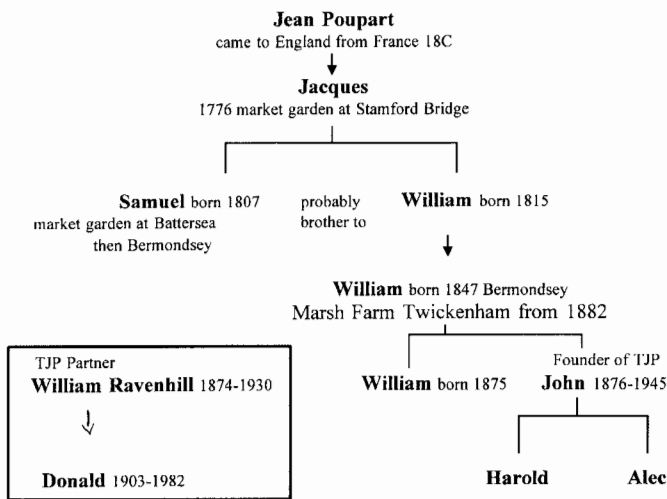 Jean Poupart
came to England from France 18C
Jacques
1776 market garden at Stamford Bridge
Samuel born 1807
market garden at Battersea
then Bermondsey
probably
brother to
William born 1815
William born 1847 Bermondsey
Marsh Farm Twickenham from 1882
TJP Partner
William Ravenhill 1874-1930
Donald 1903-1982
William born 1875
Founder of TJP
John 1876-1945
Harold
Alec